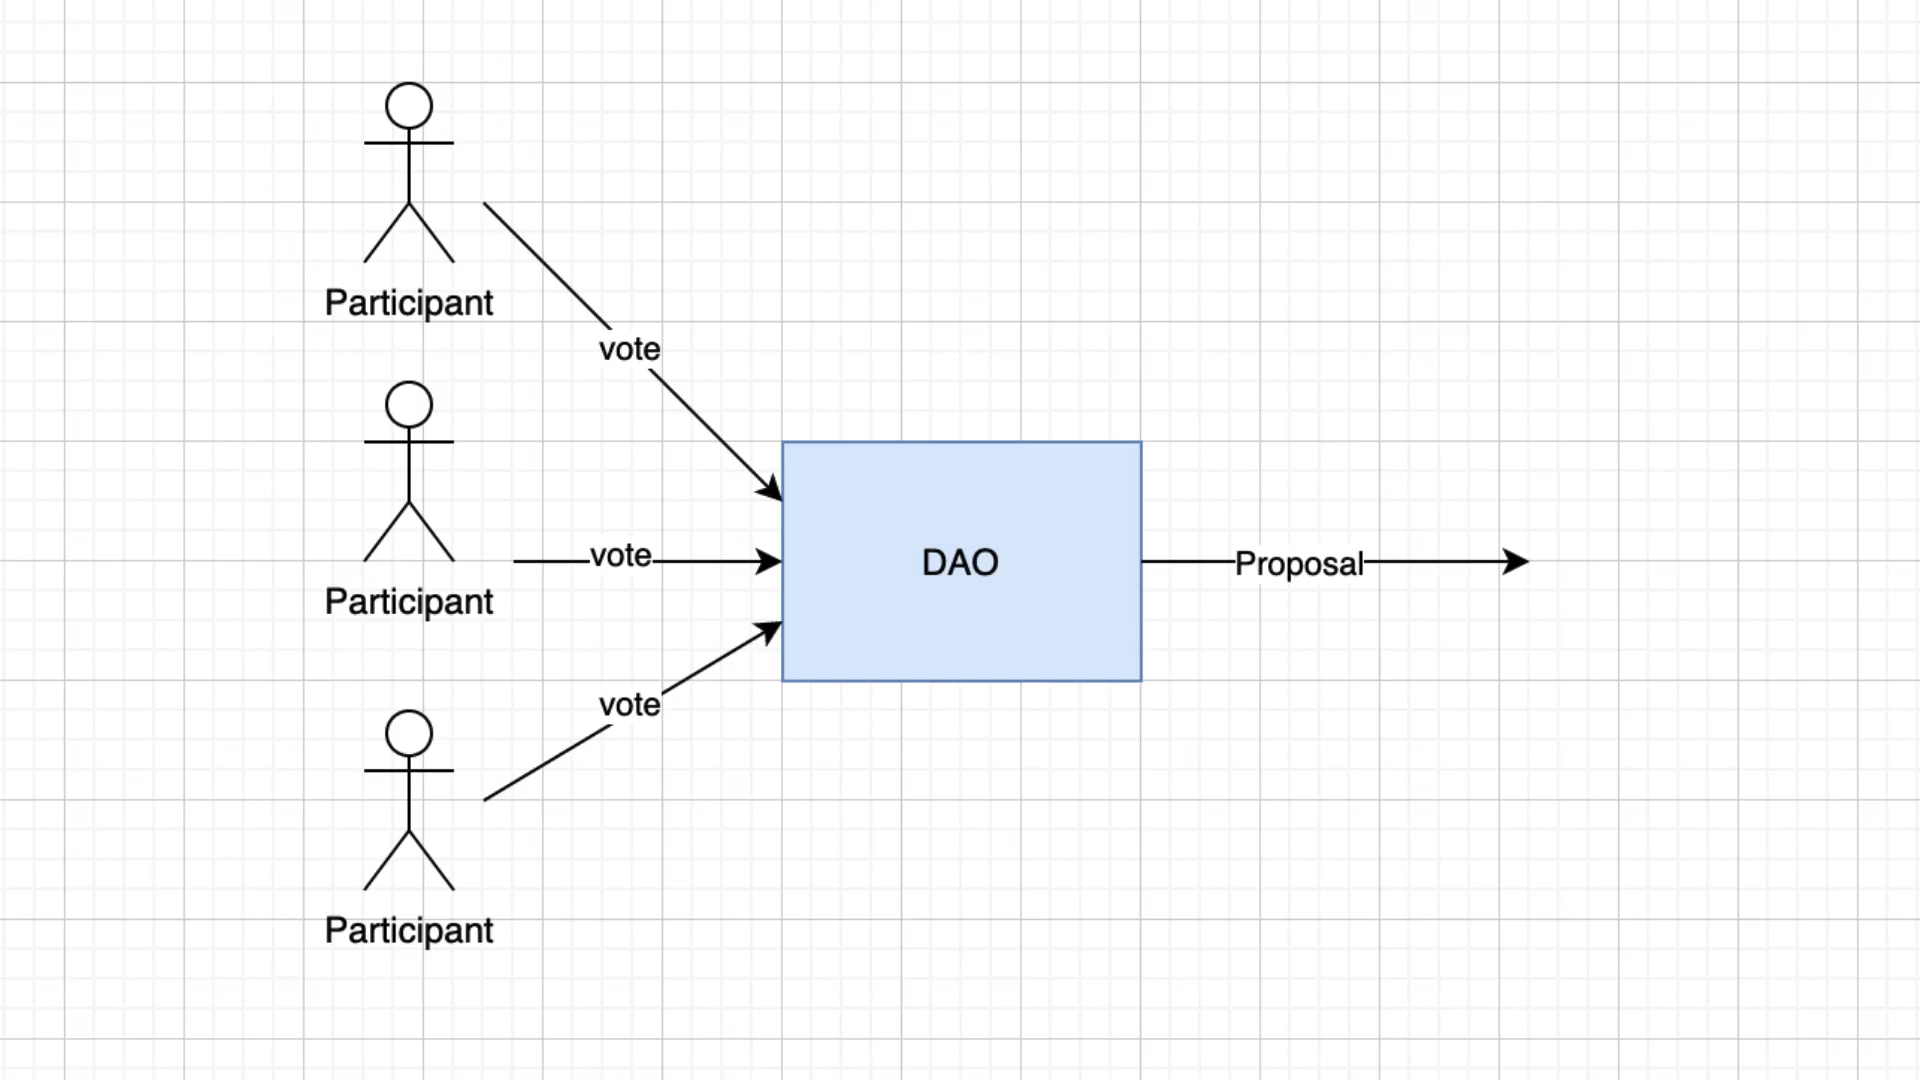 Participant
vote
Participant
vote
DAO
Proposal
vote
Participant